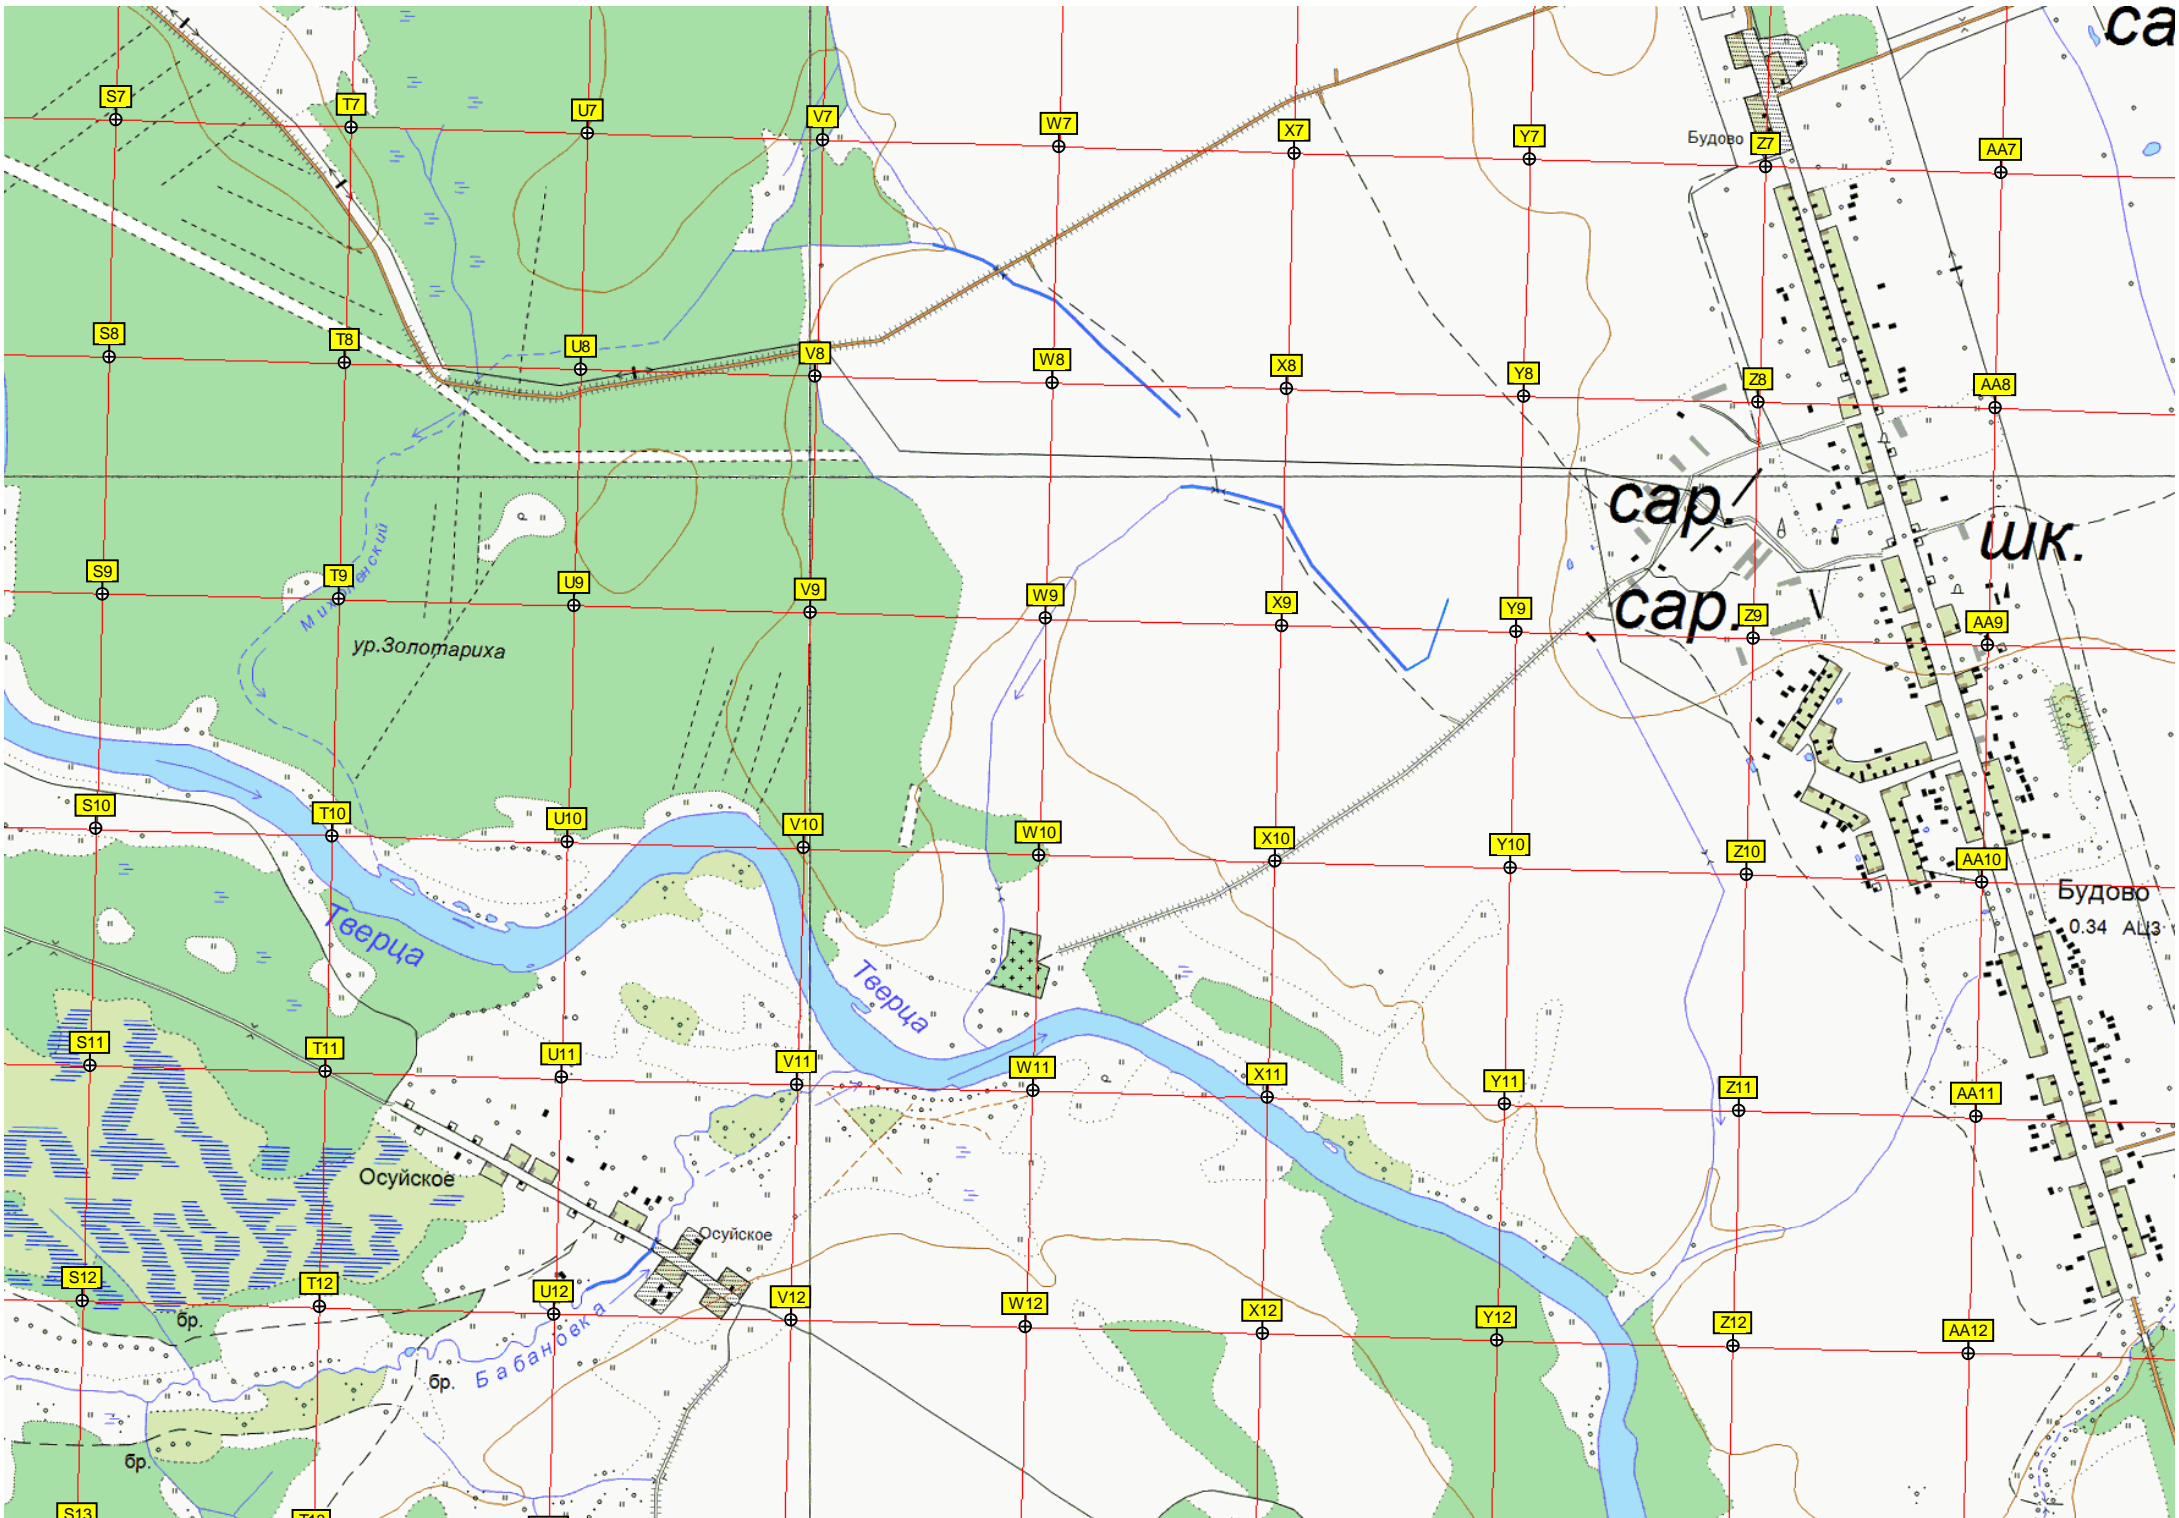 са
S7
T7
U7
V7
W7
X7
Y7
Будово
Z7
AA7
S8
T8
U8
V8
W8
X8
Y8
Z8
AA8
сар.
шк.
Михоленский
S9
T9
U9
V9
W9
X9
Y9
сар.
Z9
AA9
ур.Золотариха
S10
T10
U10
V10
W10
X10
Y10
Z10
AA10
Будово
0.34 АЦЗ
Тверца
Тверца
S11
T11
U11
V11
W11
X11
Y11
Z11
AA11
Осуйское
Осуйское
S12
T12
U12
V12
W12
X12
Y12
Z12
AA12
бр.
Бабановка
бр.
бр.
S13
T13